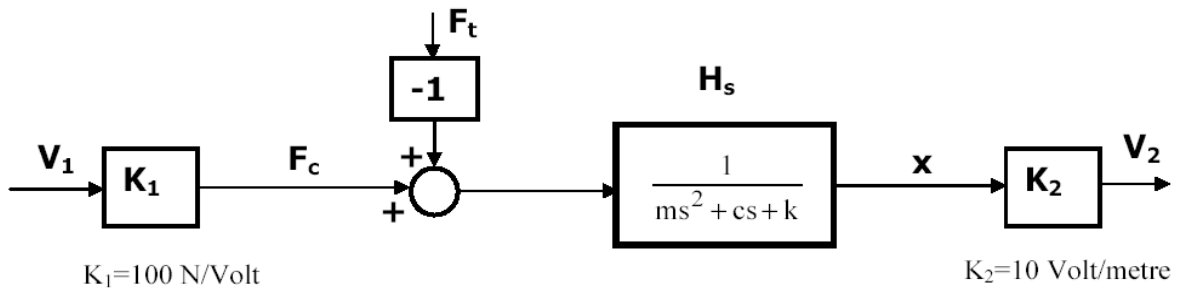 F_t
-1
H_s
V_1
K_1
F_c
+
+
1
ms^2+cs+k
x
K_2
V_2
K_1=100 N/Volt
K_2=10 Volt/metre